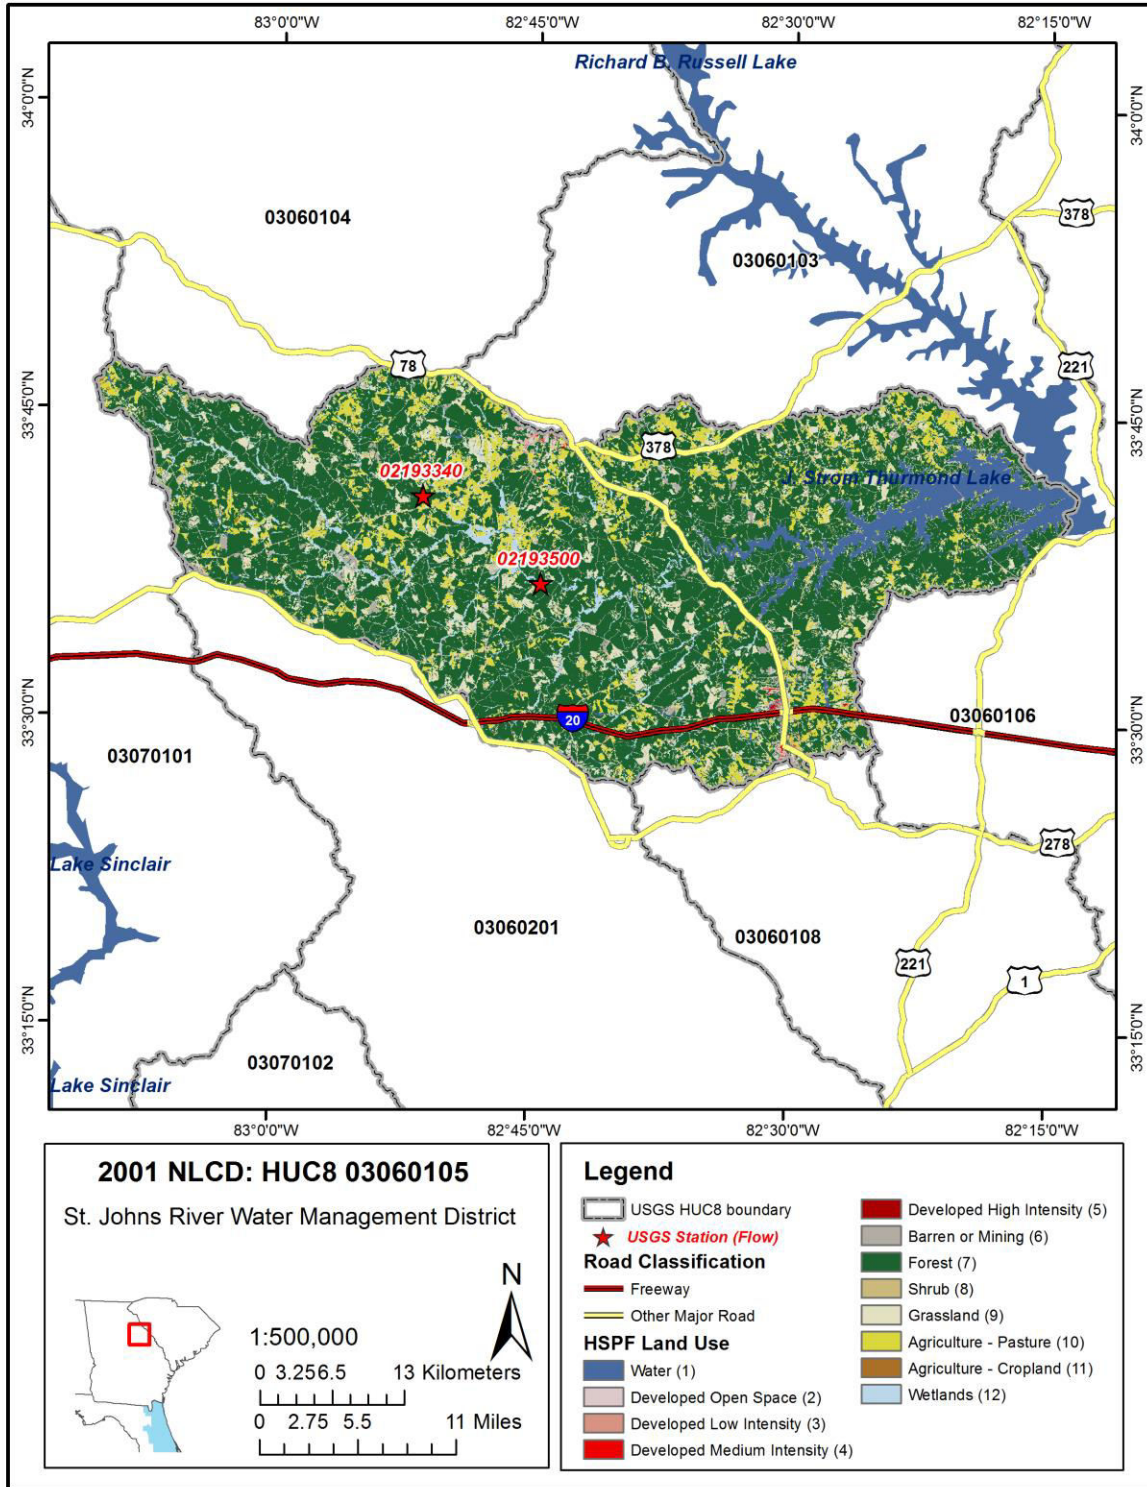 83°0'0"W
82°45'0"W
82°30'0"W
82°15'0"W
34°0'0"N
34°0'0"N
Richard B. Russell Lake
03060104
378
03060103
78
221
33°45'0"N
33°45'0"N
378
02193340
J. Strom Thurmond Lake
02193500
33°30'0"N
33°30'0"N
20
03060106
03070101
278
Lake Sinclair
03060201
03060108
221
1
33°15'0"N
33°15'0"N
03070102
Lake Sinclair
83°0'0"W
82°45'0"W
82°30'0"W
82°15'0"W
2001 NLCD: HUC8 03060105
St. Johns River Water Management District
N
1:500,000
0 3.256.5 13 Kilometers
0 2.75 5.5 11 Miles
Legend
USGS HUC8 boundary
USGS Station (Flow)
Road Classification
Freeway
Other Major Road
HSPF Land Use
Water (1)
Developed Open Space (2)
Developed Low Intensity (3)
Developed Medium Intensity (4)
Developed High Intensity (5)
Barren or Mining (6)
Forest (7)
Shrub (8)
Grassland (9)
Agriculture - Pasture (10)
Agriculture - Cropland (11)
Wetlands (12)